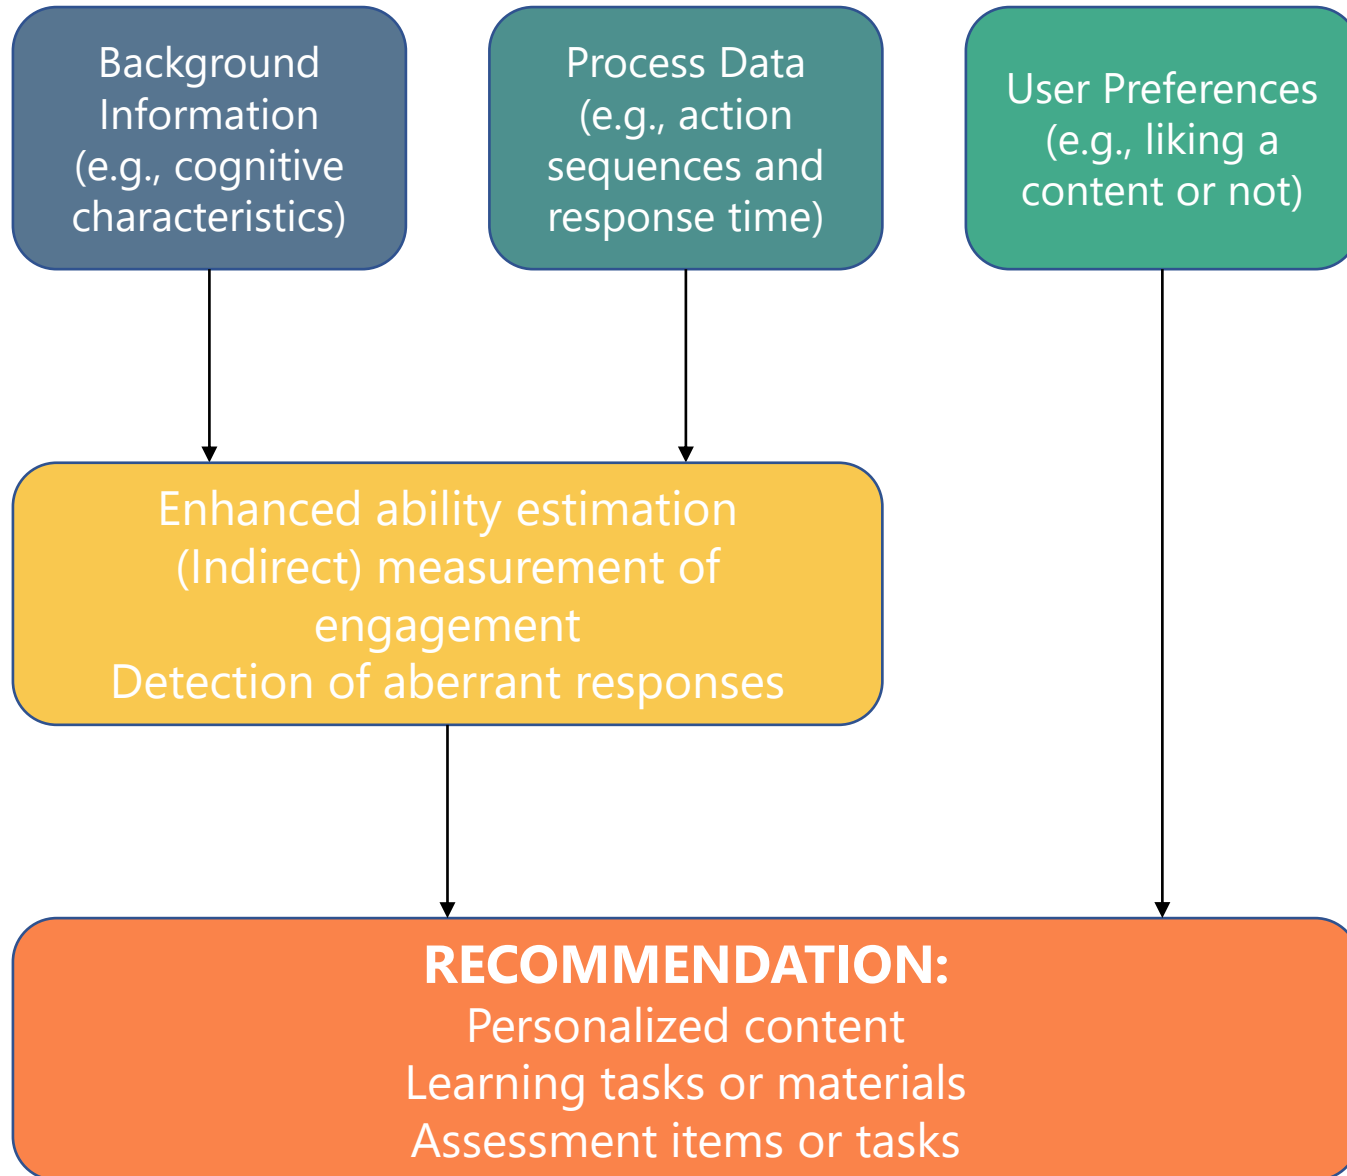 Background
Information
(e.g., cognitive
characteristics)
Process Data
(e.g., action
sequences and
response time)
User Preferences
(e.g., liking a
content or not)
Enhanced ability estimation
(Indirect) measurement of
engagement
Detection of aberrant responses
RECOMMENDATION:
Personalized content
Learning tasks or materials
Assessment items or tasks